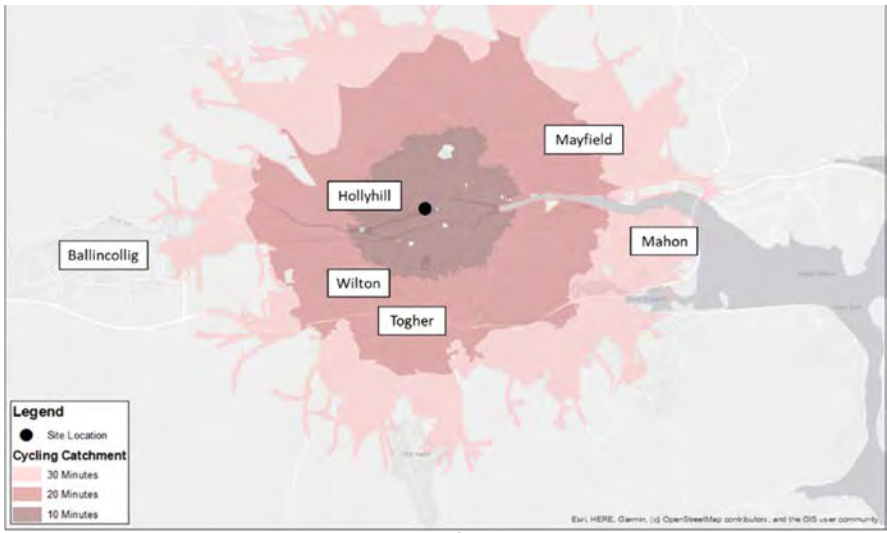 Mayfield
Hollyhill
Mahon
Ballincollig
Wilton
Togher
Legend
Site Location
Cycling Catchment
30 Minutes
20 Minutes
10 Minutes
Esri, HERE, Garmin, (c) OpenStreetMap contributors, and the GIS user community